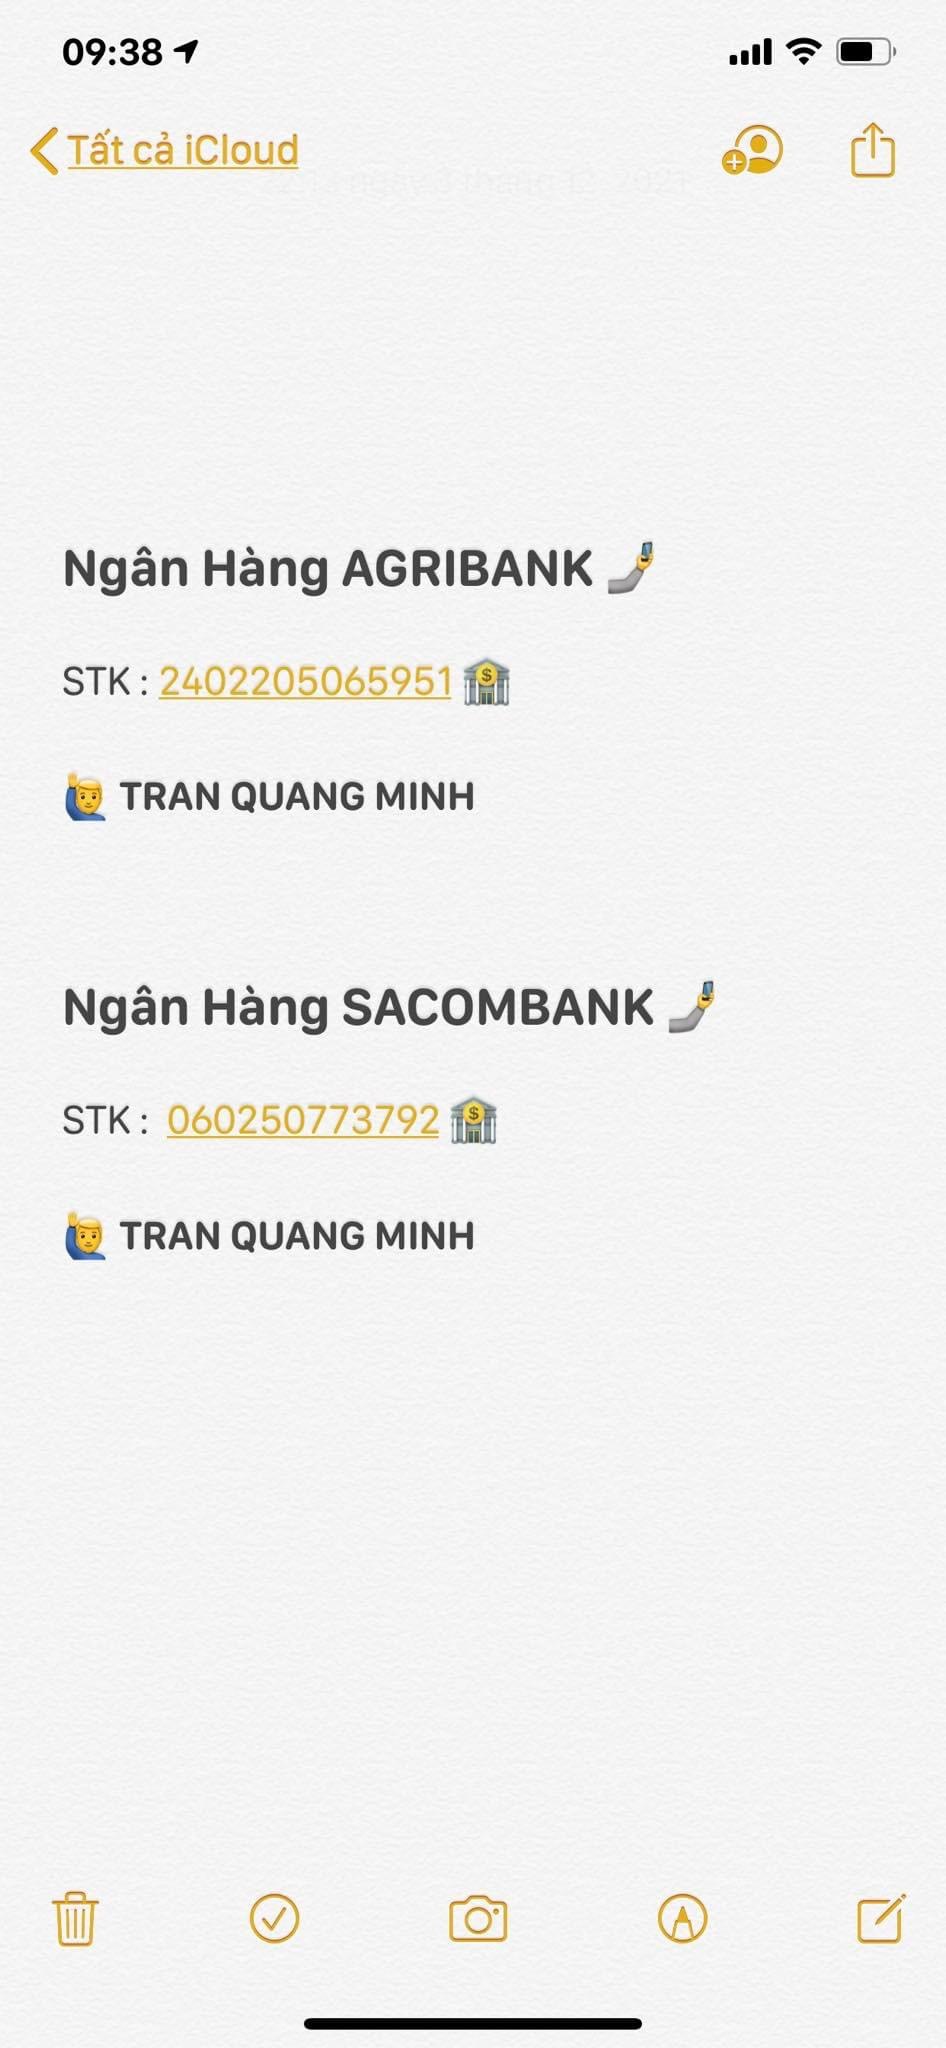 09:38
Tất cả iCloud
Ngân Hàng AGRIBANK
STK : 2402205065951
TRAN QUANG MINH
Ngân Hàng SACOMBANK
STK : 060250773792
TRAN QUANG MINH